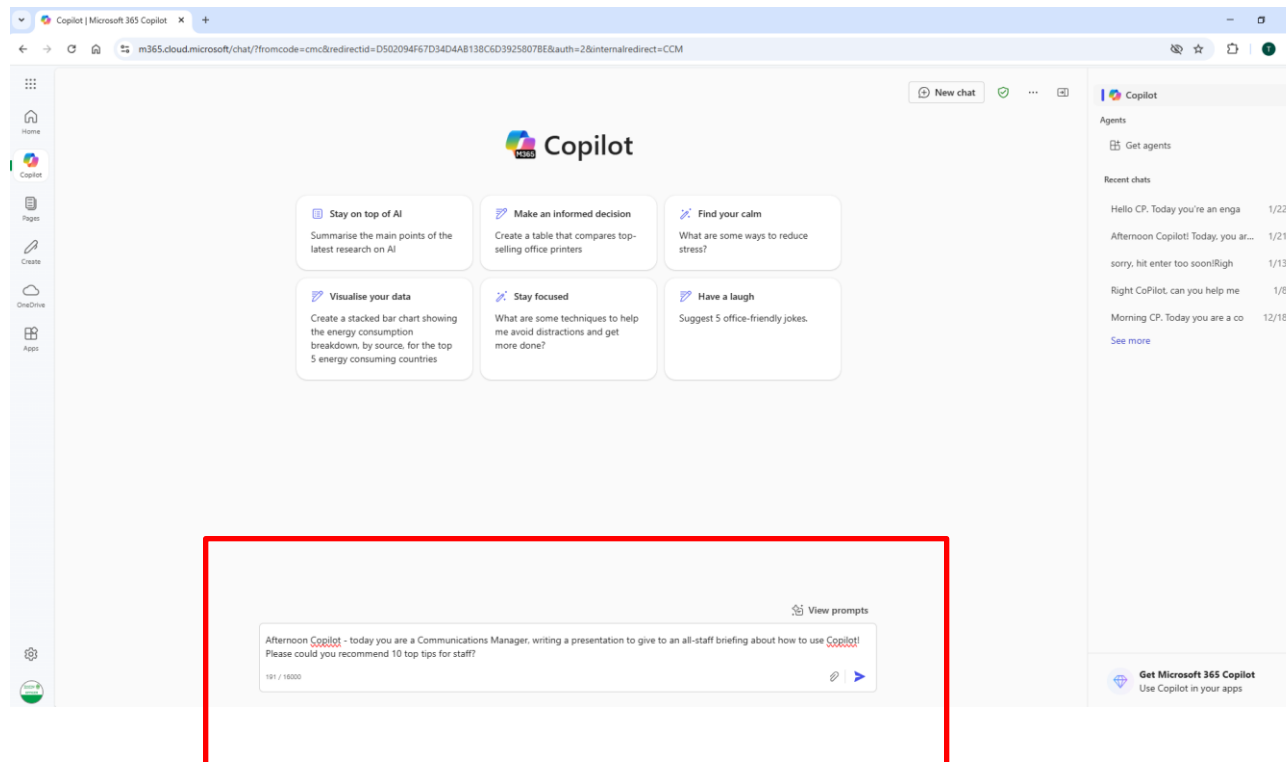 Copilot | Microsoft 365 Copilot
m365.cloud.microsoft/chat/?fromcode=cmc&redirectid=D502094F67D34D4AB138C6D3925807BE&auth=2&internalredirect=CCM
T
Home
Copilot
Pages
Create
OneDrive
Apps
New chat
M365
Copilot
Stay on top of AI
Summarise the main points of the
latest research on AI
Make an informed decision
Create a table that compares top-
selling office printers
Find your calm
What are some ways to reduce
stress?
Visualise your data
Create a stacked bar chart showing
the energy consumption
breakdown, by source, for the top
5 energy consuming countries
Stay focused
What are some techniques to help
me avoid distractions and get
more done?
Have a laugh
Suggest 5 office-friendly jokes.
View prompts
Afternoon Copilot - today you are a Communications Manager, writing a presentation to give to an all-staff briefing about how to use Copilot!
Please could you recommend 10 top tips for staff?
191 / 16000
Copilot
Agents
Get agents
Recent chats
Hello CP. Today you're an enga 1/22
Afternoon Copilot! Today, you ar... 1/21
sorry, hit enter too soon!Righ 1/13
Right CoPilot, can you help me 1/8
Morning CP. Today you are a co 12/18
See more
Get Microsoft 365 Copilot
Use Copilot in your apps